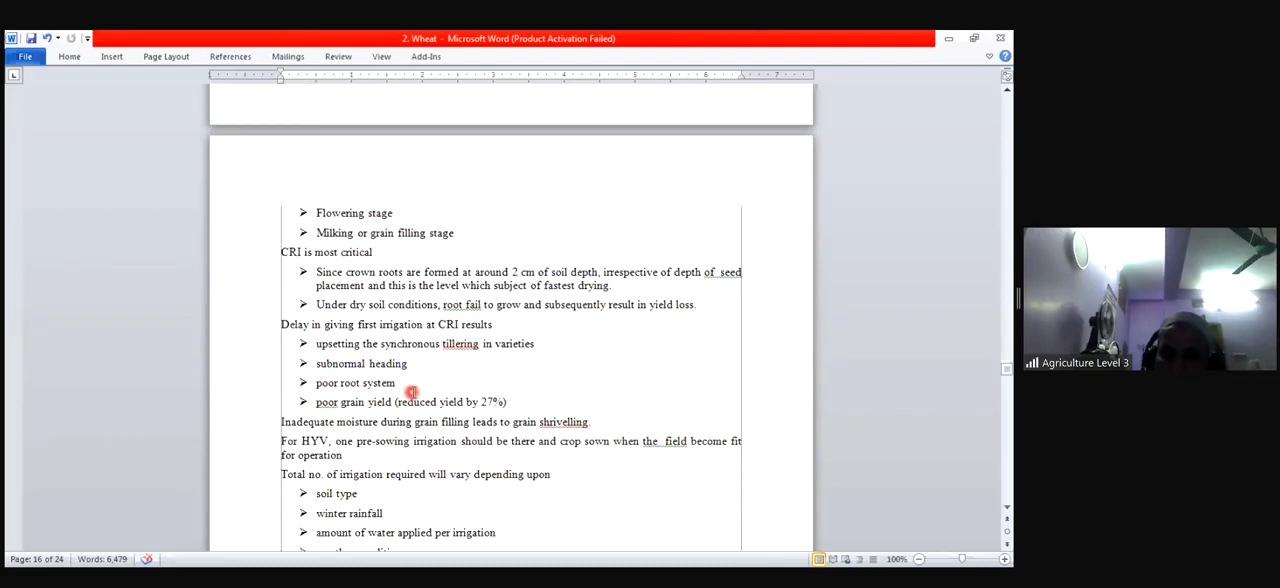 2. Wheat - Microsoft Word (Product Activation Failed)
File Home Insert Page Layout References Mailings Review View Add-Ins
1 2 3 4 5 6 7
Flowering stage
Milking or grain filling stage
CRI is most critical
Since crown roots are formed at around 2 cm of soil depth, irrespective of depth of seed
placement and this is the level which subject of fastest drying.
Under dry soil conditions, root fail to grow and subsequently result in yield loss.
Delay in giving first irrigation at CRI results
upsetting the synchronous tillering in varieties
subnormal heading
poor root system
poor grain yield (reduced yield by 27%)
Inadequate moisture during grain filling leads to grain shrivelling.
For HYV, one pre-sowing irrigation should be there and crop sown when the field become fit
for operation
Total no. of irrigation required will vary depending upon
soil type
winter rainfall
amount of water applied per irrigation
Page: 16 of 24 Words: 6,479 100%
Agriculture Level 3